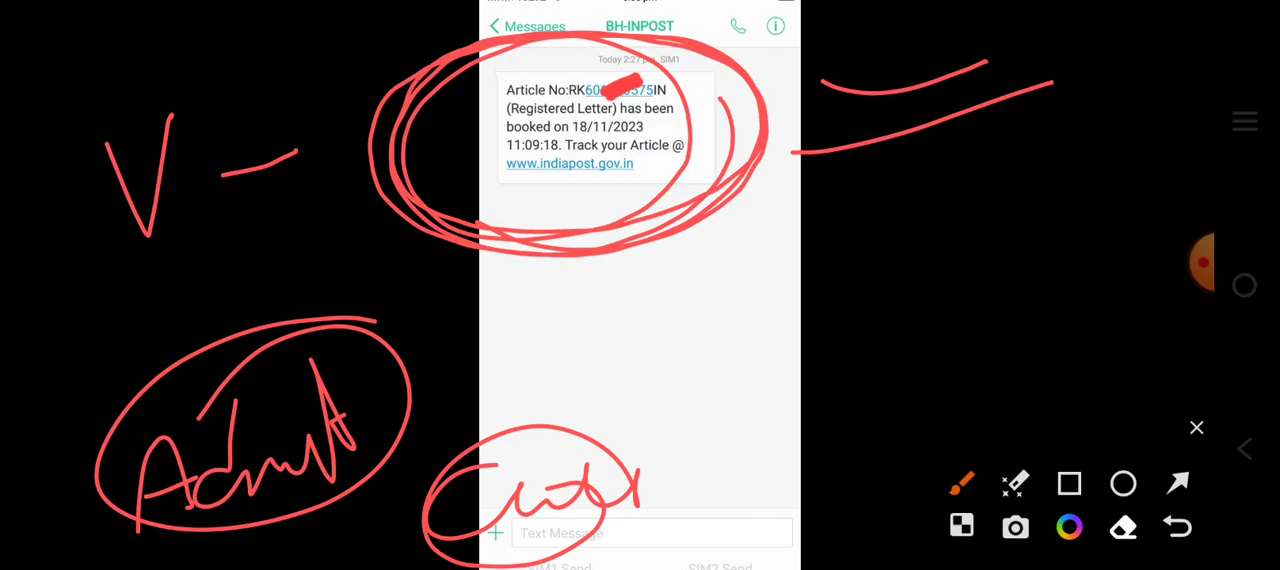 Messages
BH-INPOST
Today 2:27 SIM1
Article No:RK
(Registered Letter) has been
booked on 18/11/2023
11:09:18. Track your Article @
www.indiapost.gov.in
V -
Admit
Text Message
SIM1 Send
SIM2 Send